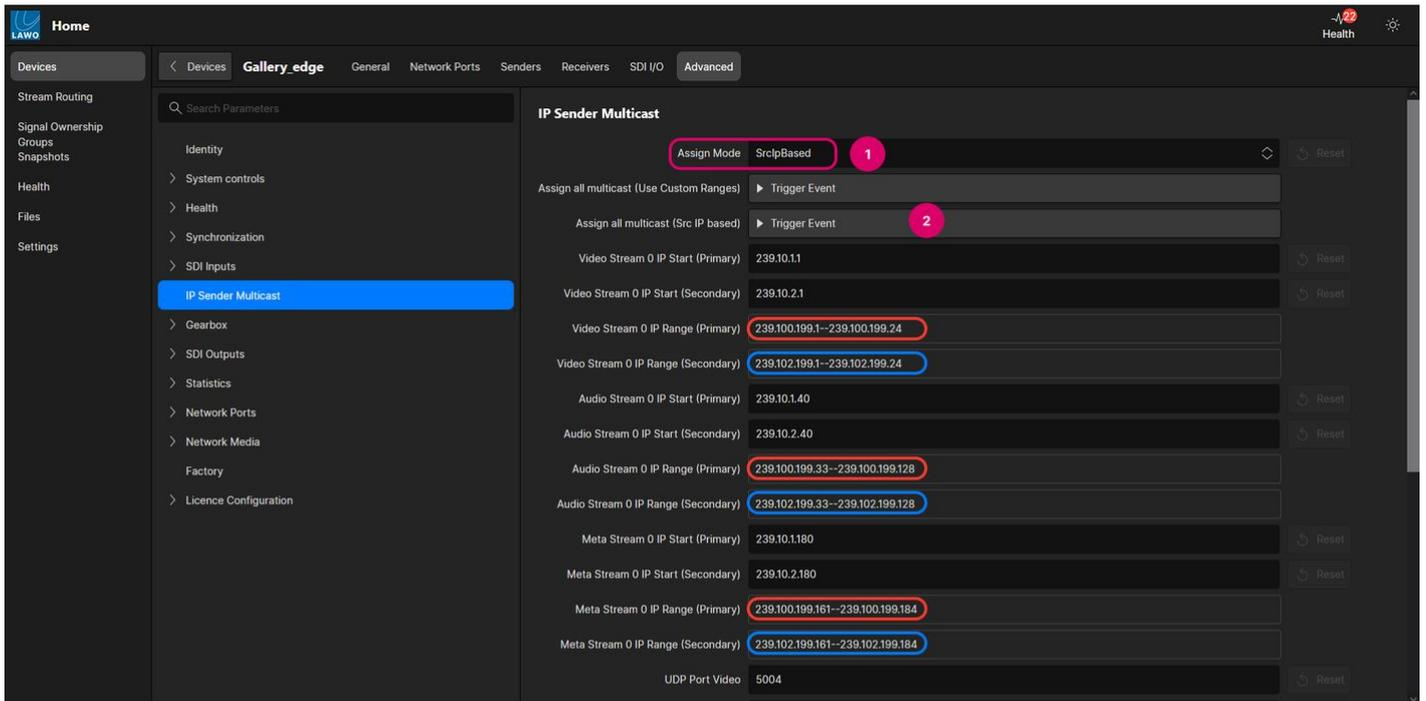 LAWO
Home
22
Health
Devices
Stream Routing
Signal Ownership
Groups
Snapshots
Health
Files
Settings
Devices
Gallery_edge
General
Network Ports
Senders
Receivers
SDI I/O
Advanced
Search Parameters
Identity
System controls
Health
Synchronization
SDI Inputs
IP Sender Multicast
Gearbox
SDI Outputs
Statistics
Network Ports
Network Media
Factory
Licence Configuration
IP Sender Multicast
Assign Mode SrcIpBased 1 Reset
Assign all multicast (Use Custom Ranges) Trigger Event
Assign all multicast (Src IP based) Trigger Event 2
Video Stream 0 IP Start (Primary) 239.10.1.1 Reset
Video Stream 0 IP Start (Secondary) 239.10.2.1 Reset
Video Stream 0 IP Range (Primary) 239.100.199.1--239.100.199.24
Video Stream 0 IP Range (Secondary) 239.102.199.1--239.102.199.24
Audio Stream 0 IP Start (Primary) 239.10.1.40 Reset
Audio Stream 0 IP Start (Secondary) 239.10.2.40 Reset
Audio Stream 0 IP Range (Primary) 239.100.199.33--239.100.199.128
Audio Stream 0 IP Range (Secondary) 239.102.199.33--239.102.199.128
Meta Stream 0 IP Start (Primary) 239.10.1.180 Reset
Meta Stream 0 IP Start (Secondary) 239.10.2.180 Reset
Meta Stream 0 IP Range (Primary) 239.100.199.161--239.100.199.184
Meta Stream 0 IP Range (Secondary) 239.102.199.161--239.102.199.184
UDP Port Video 5004 Reset